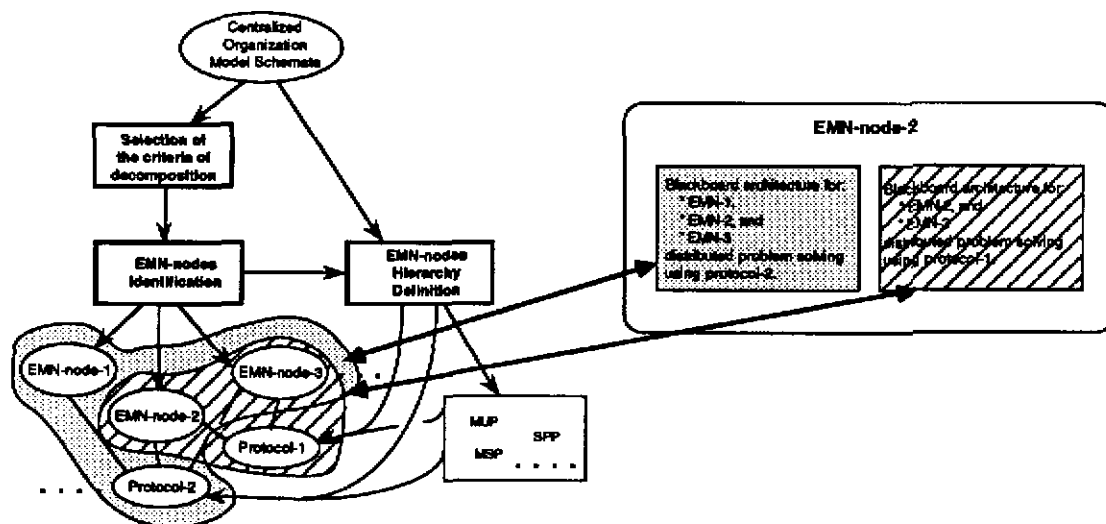 Centralized
Organization
Model Schemata
Selection of
the criteria of
decomposition
EMN-nodes
Identification
EMN-nodes
Hierarchy
Definition
EMN-node-1
EMN-node-3
EMN-node-2
Protocol-1
Protocol-2
MUP
SPP
MSP
EMN-node-2
Blackboard architecture for:
* EMN-1,
* EMN-2, and
* EMN-3
distributed problem solving
using protocol-2.
Blackboard architecture for:
* EMN-2, and
* EMN-3
distributed problem solving
using protocol-1.